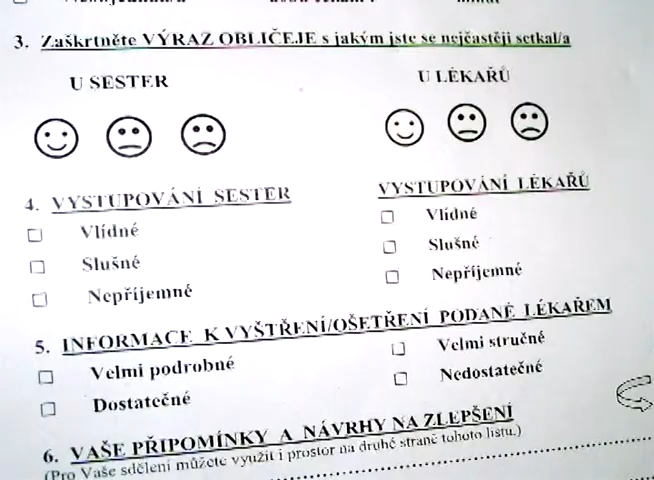 3. Zaškrtněte VÝRAZ OBLIČEJE s jakým jste se nejčastěji setkal/a
U SESTER
U LÉKAŘŮ
4. VYSTUPOVÁNÍ SESTER
VYSTUPOVÁNÍ LÉKAŘŮ
Vlídné
Vlídné
Slušné
Slušné
Nepříjemné
Nepříjemné
5. INFORMACE K VYŠTŘENÍ/OŠETŘENÍ PODANÉ LÉKAŘEM
Velmi podrobné
Velmi stručné
Dostatečné
Nedostatečné
6. VAŠE PŘIPOMÍNKY A NÁVRHY NA ZLEPŠENÍ
(Pro Vaše sdělení můžete využít i prostor na druhé straně tohoto listu.)